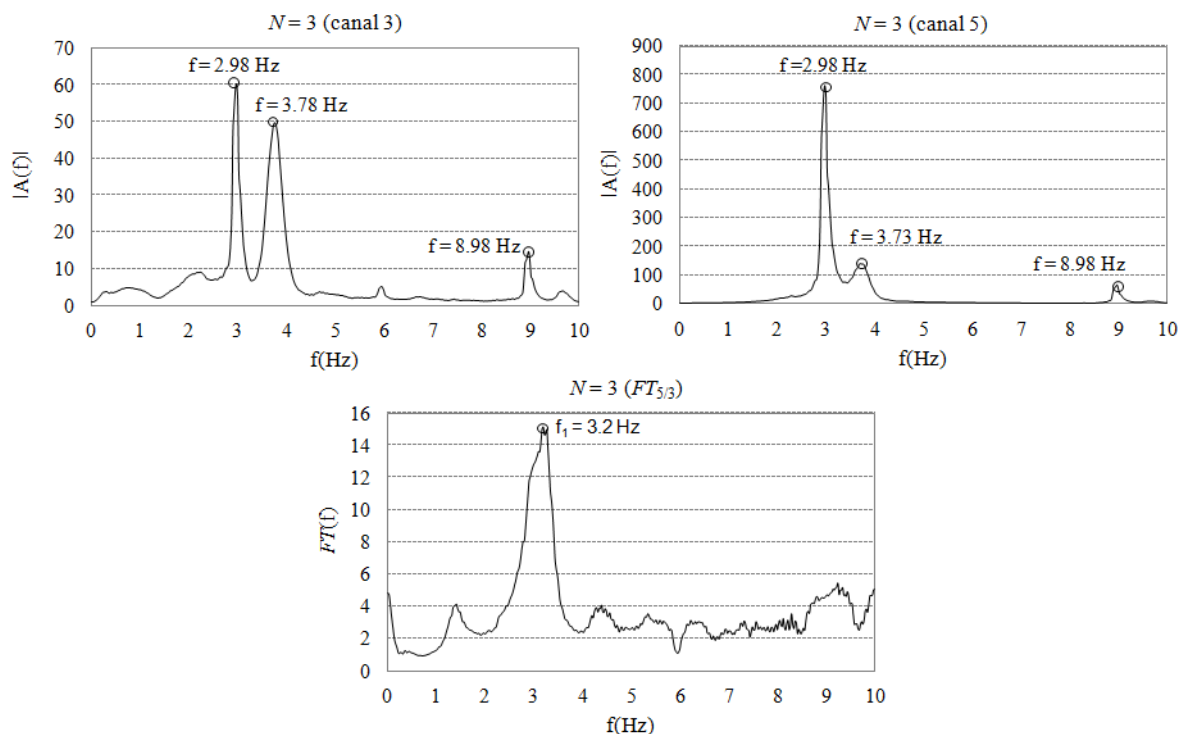 N = 3 (canal 3)
70
60
50
40
30
20
10
0
|A(f)|
f = 2.98 Hz
f = 3.78 Hz
f = 8.98 Hz
0 1 2 3 4 5 6 7 8 9 10
f(Hz)
N = 3 (canal 5)
900
800
700
600
500
400
300
200
100
0
|A(f)|
f=2.98 Hz
f = 3.73 Hz
f = 8.98 Hz
0 1 2 3 4 5 6 7 8 9 10
f(Hz)
N = 3 (FT5/3)
16
14
12
10
8
6
4
2
0
FT(f)
f1 = 3.2 Hz
0 1 2 3 4 5 6 7 8 9 10
f(Hz)